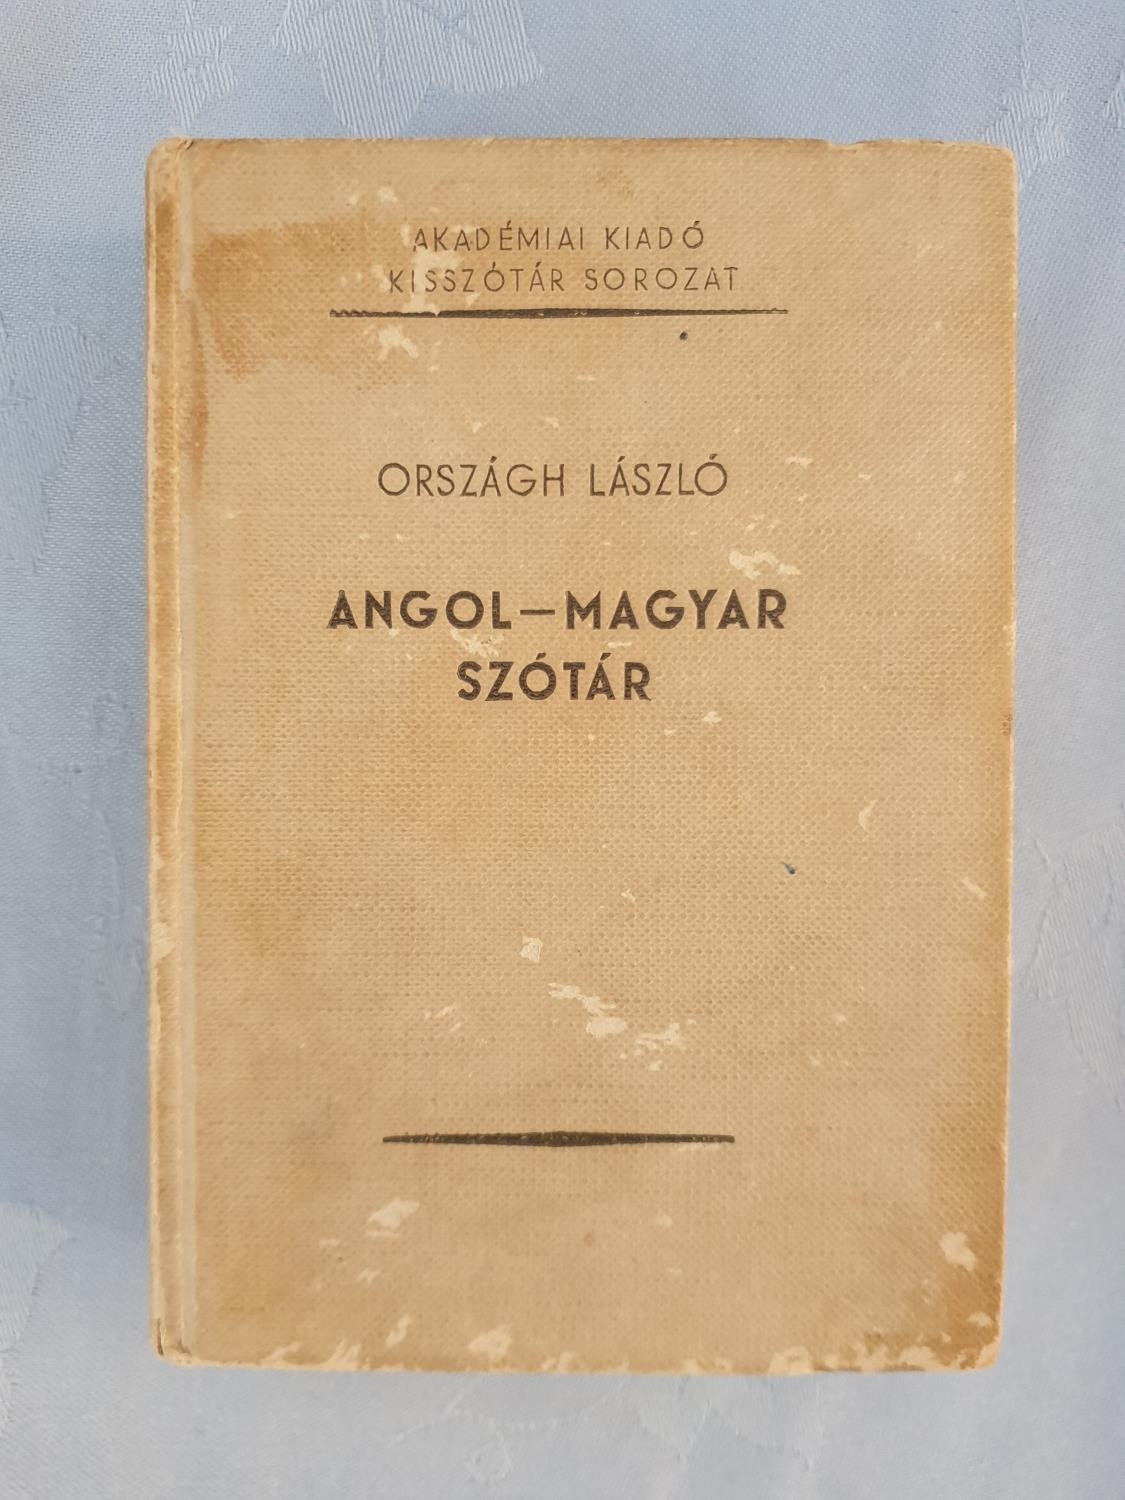 AKADÉMIAI KIADÓ
KISSZÓTÁR SOROZAT
ORSZÁGH LÁSZLÓ
ANGOL—MAGYAR
SZÓTÁR